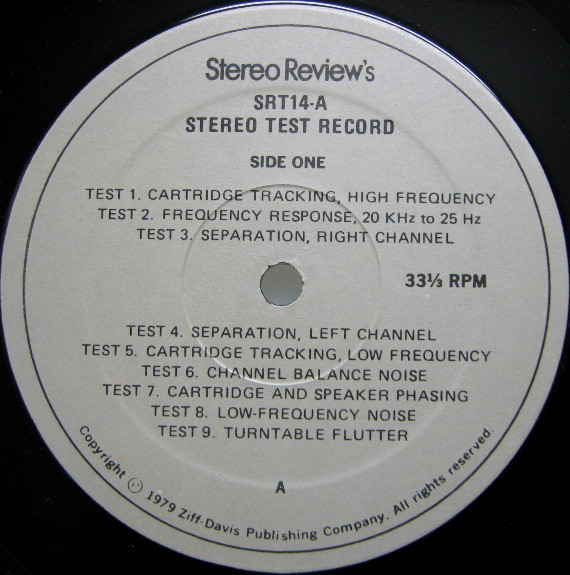 Stereo Review's
SRT14-A
STEREO TEST RECORD
SIDE ONE
TEST 1. CARTRIDGE TRACKING, HIGH FREQUENCY
TEST 2. FREQUENCY RESPONSE, 20 KHz to 25 Hz
TEST 3. SEPARATION, RIGHT CHANNEL
33⅓ RPM
TEST 4. SEPARATION, LEFT CHANNEL
TEST 5. CARTRIDGE TRACKING, LOW FREQUENCY
TEST 6. CHANNEL BALANCE NOISE
TEST 7. CARTRIDGE AND SPEAKER PHASING
TEST 8. LOW-FREQUENCY NOISE
TEST 9. TURNTABLE FLUTTER
A
Copyright ℗ 1979 Ziff-Davis Publishing Company. All rights reserved.